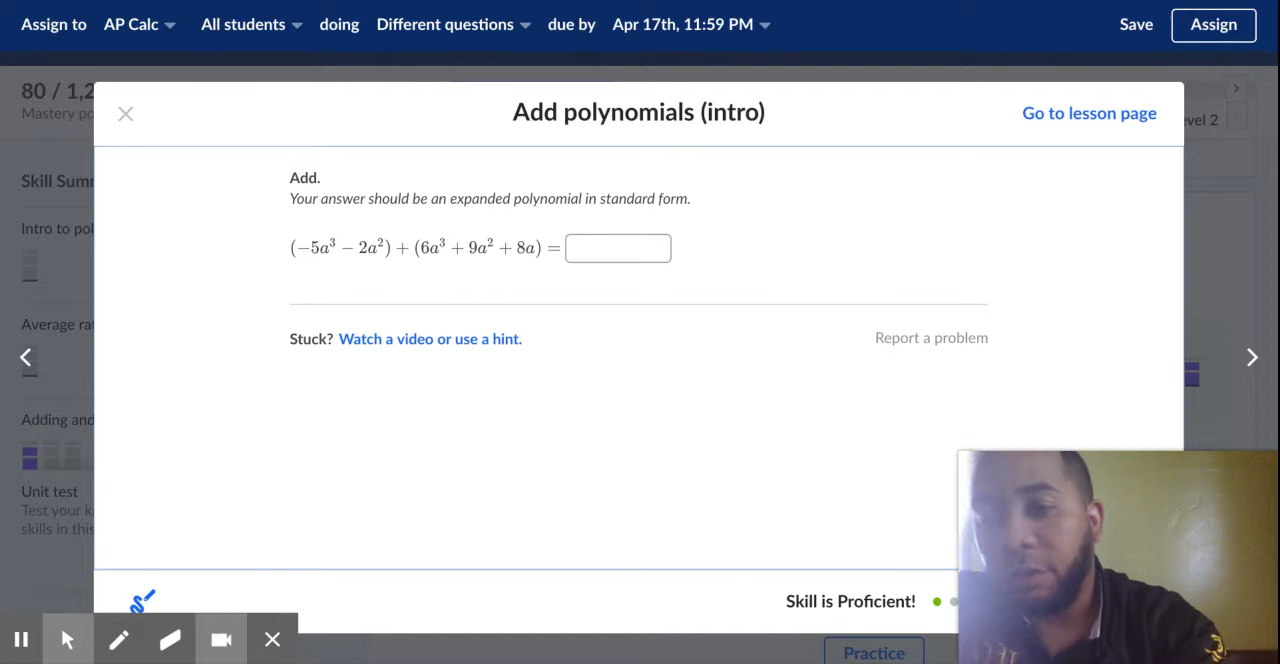 Assign to AP Calc All students doing Different questions due by Apr 17th, 11:59 PM Save Assign
80 / 1,2
Mastery po
Add polynomials (intro)
Go to lesson page
evel 2
Skill Summ
Add.
Your answer should be an expanded polynomial in standard form.
Intro to pol
(−5a³ − 2a²) + (6a³ + 9a² + 8a) =
Average rat
Stuck? Watch a video or use a hint.
Report a problem
Adding and
Unit test
Test your k
skills in this
Skill is Proficient!
Practice